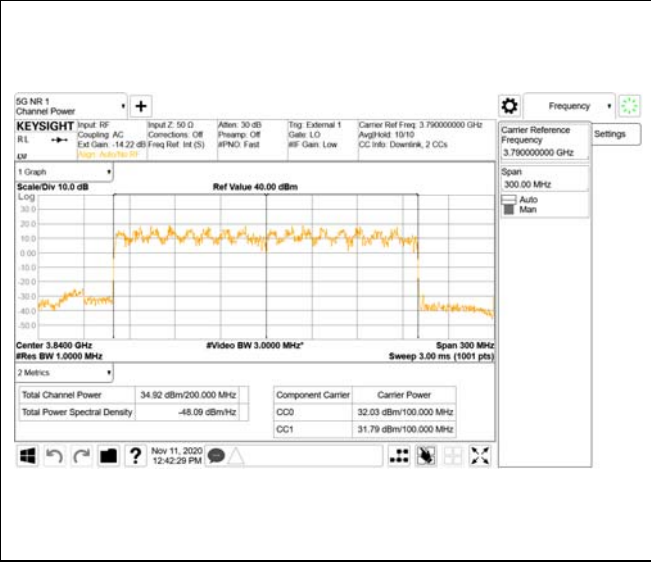 5G NR 1
Channel Power
Frequency
Settings
KEYSIGHT
Input: RF
Input Z: 50 Ω
Atten: 30 dB
Trig: External 1
Carrier Ref Freq: 3.790000000 GHz
RL
Coupling: AC
Corrections: Off
Preamp: Off
Gate: LO
Avg|Hold: 10/10
Ext Gain: -14.22 dB
Freq Ref: Int (S)
#PNO: Fast
#IF Gain: Low
CC Info: Downlink, 2 CCs
Align: Auto/No RF
Carrier Reference
Frequency
3.790000000 GHz
Span
300.00 MHz
Auto
Man
1 Graph
Scale/Div 10.0 dB
Ref Value 40.00 dBm
Log
30.0
20.0
10.0
0.00
-10.0
-20.0
-30.0
-40.0
-50.0
Center 3.8400 GHz
#Video BW 3.0000 MHz*
Span 300 MHz
#Res BW 1.0000 MHz
Sweep 3.00 ms (1001 pts)
2 Metrics
Total Channel Power
34.92 dBm/200.000 MHz
Total Power Spectral Density
-48.09 dBm/Hz
Component Carrier
Carrier Power
CC0
32.03 dBm/100.000 MHz
CC1
31.79 dBm/100.000 MHz
Nov 11, 2020
12:42:29 PM